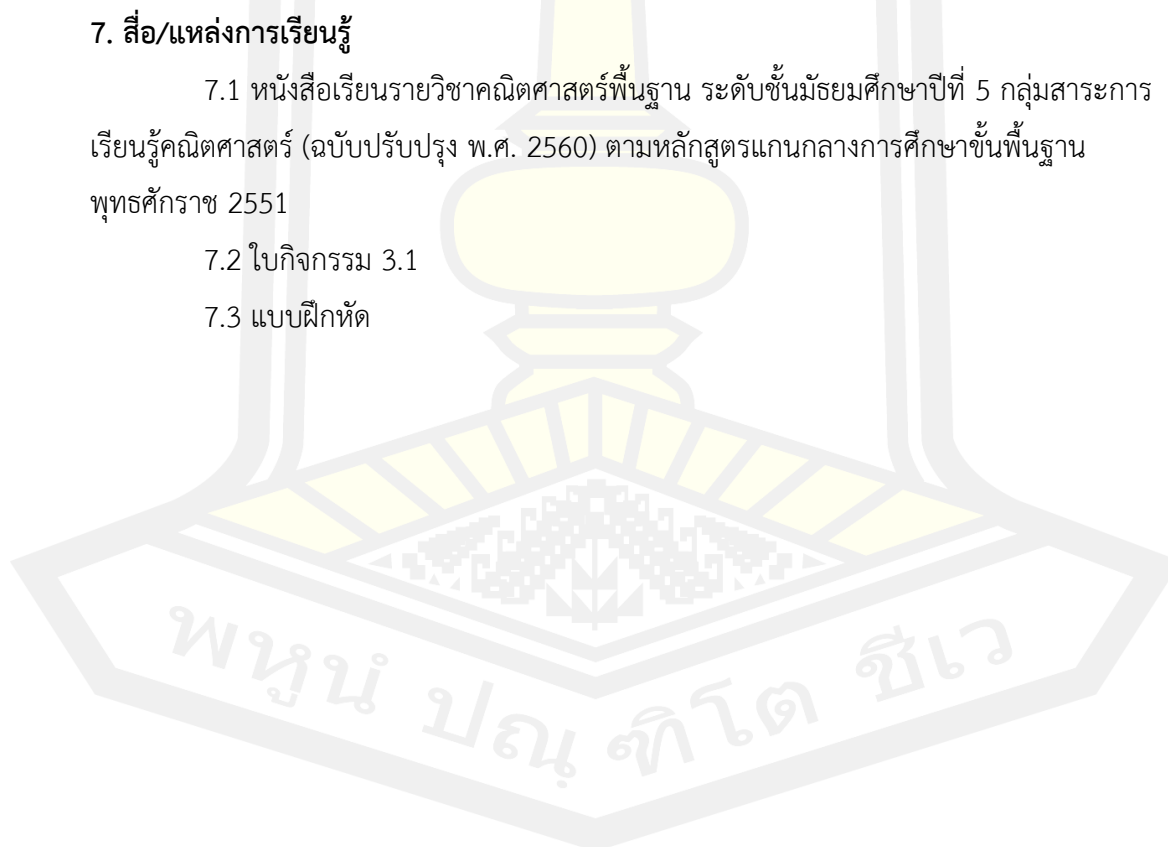 7. สื่อ/แหล่งการเรียนรู้
7.1 หนังสือเรียนรายวิชาคณิตศาสตร์พื้นฐาน ระดับชั้นมัธยมศึกษาปีที่ 5 กลุ่มสาระการ
เรียนรู้คณิตศาสตร์ (ฉบับปรับปรุง พ.ศ. 2560) ตามหลักสูตรแกนกลางการศึกษาขั้นพื้นฐาน
พุทธศักราช 2551
7.2 ใบกิจกรรม 3.1
7.3 แบบฝึกหัด
พหูนํ ปณฺฑิโต ชีเว